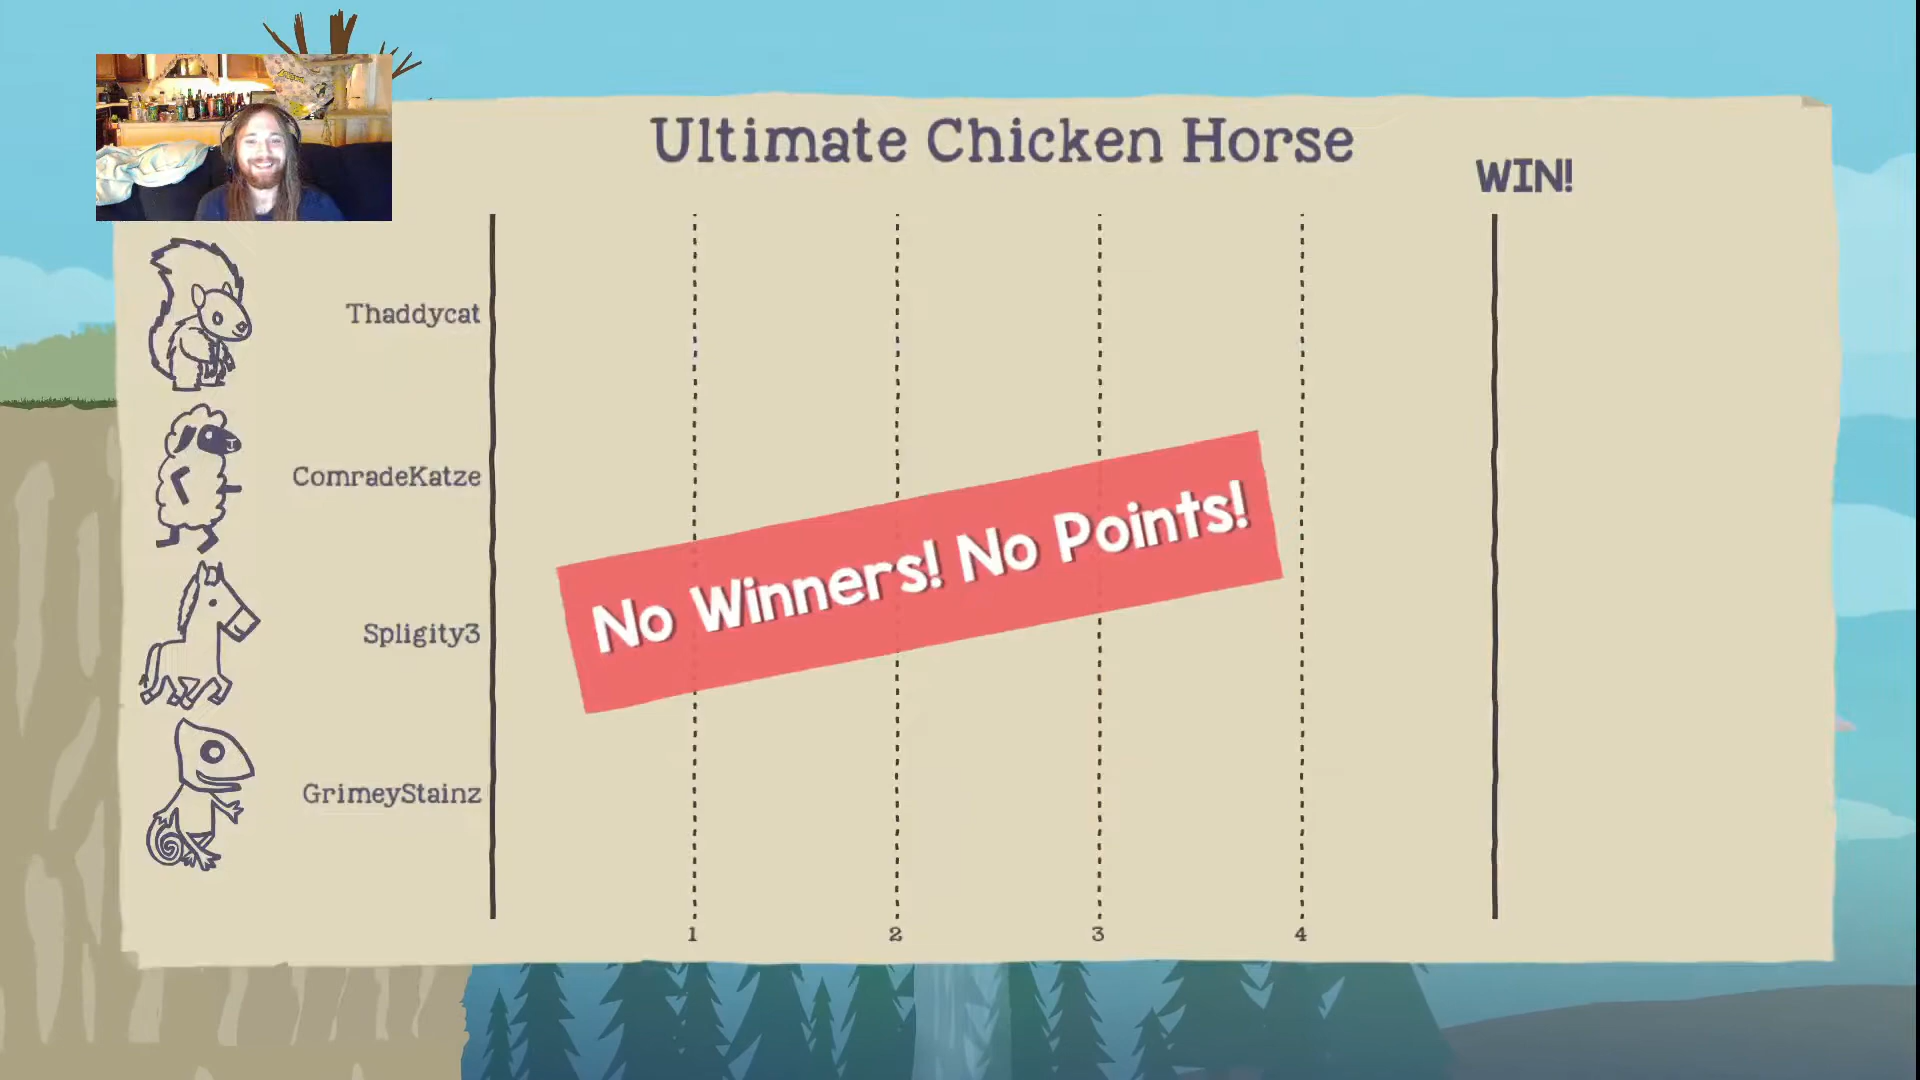 Ultimate Chicken Horse
WIN!
Thaddycat
ComradeKatze
Spligity3
GrimeyStainz
No Winners! No Points!
1 2 3 4